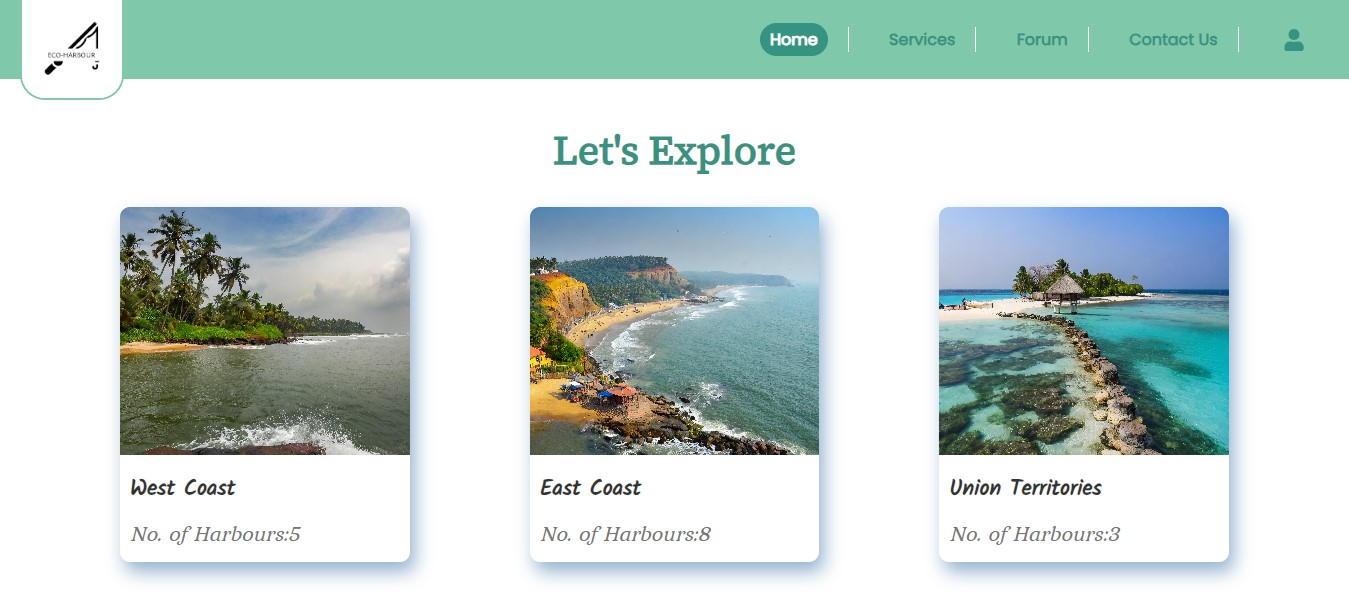 ECO-HARBOUR
Home Services Forum Contact Us
Let's Explore
West Coast East Coast Union Territories
No. of Harbours:5 No. of Harbours:8 No. of Harbours:3